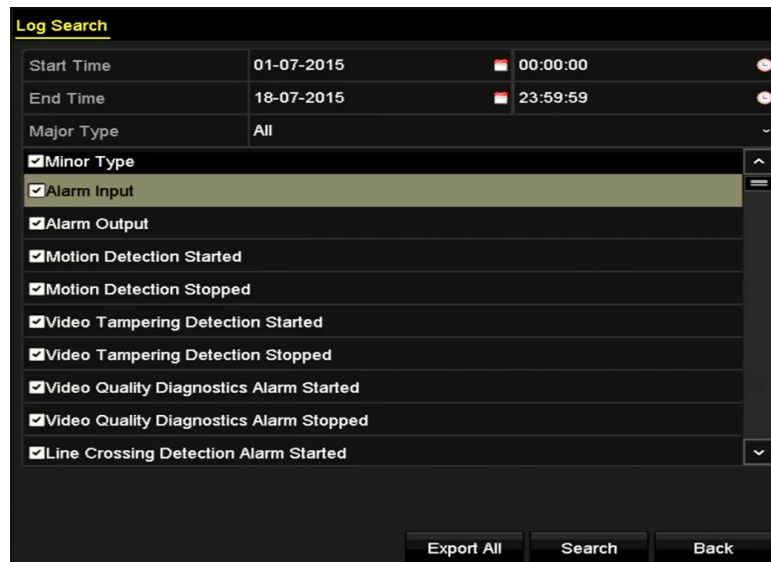 Log Search
Start Time 01-07-2015 00:00:00
End Time 18-07-2015 23:59:59
Major Type All
Minor Type
Alarm Input
Alarm Output
Motion Detection Started
Motion Detection Stopped
Video Tampering Detection Started
Video Tampering Detection Stopped
Video Quality Diagnostics Alarm Started
Video Quality Diagnostics Alarm Stopped
Line Crossing Detection Alarm Started
Export All Search Back